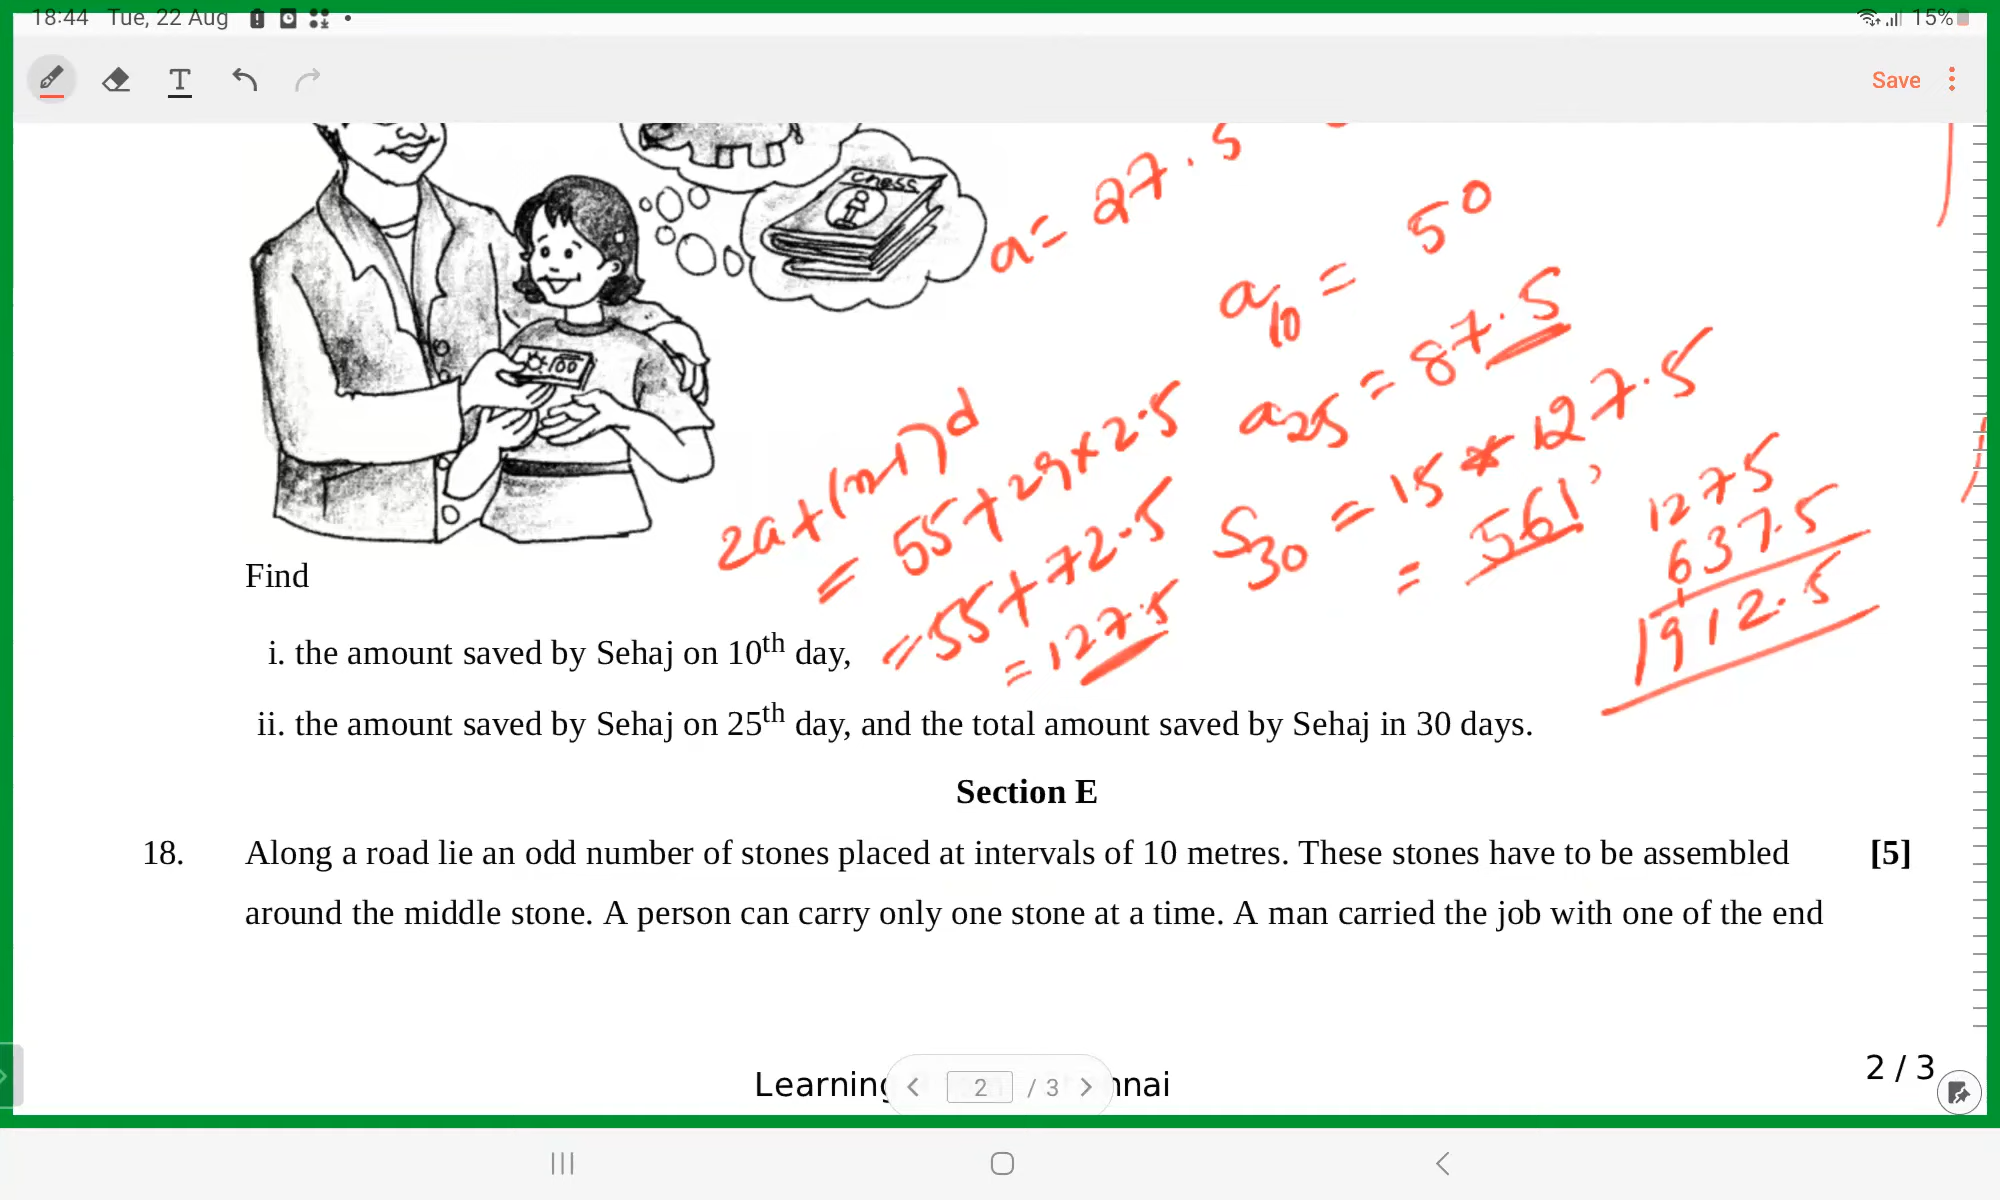 18:44 Tue, 22 Aug
15%
T
Save
chess
100
a = 27.5
a10 = 50
a25 = 87.5
2a+(n-1)d
= 55+29×2.5
=55+72.5
=127.5
S30 = 15 * 127.5
= 561
1275
637.5
1912.5
Find
i. the amount saved by Sehaj on 10th day,
ii. the amount saved by Sehaj on 25th day, and the total amount saved by Sehaj in 30 days.
Section E
18. Along a road lie an odd number of stones placed at intervals of 10 metres. These stones have to be assembled [5]
around the middle stone. A person can carry only one stone at a time. A man carried the job with one of the end
2 / 3
Learning
2 / 3
nnai